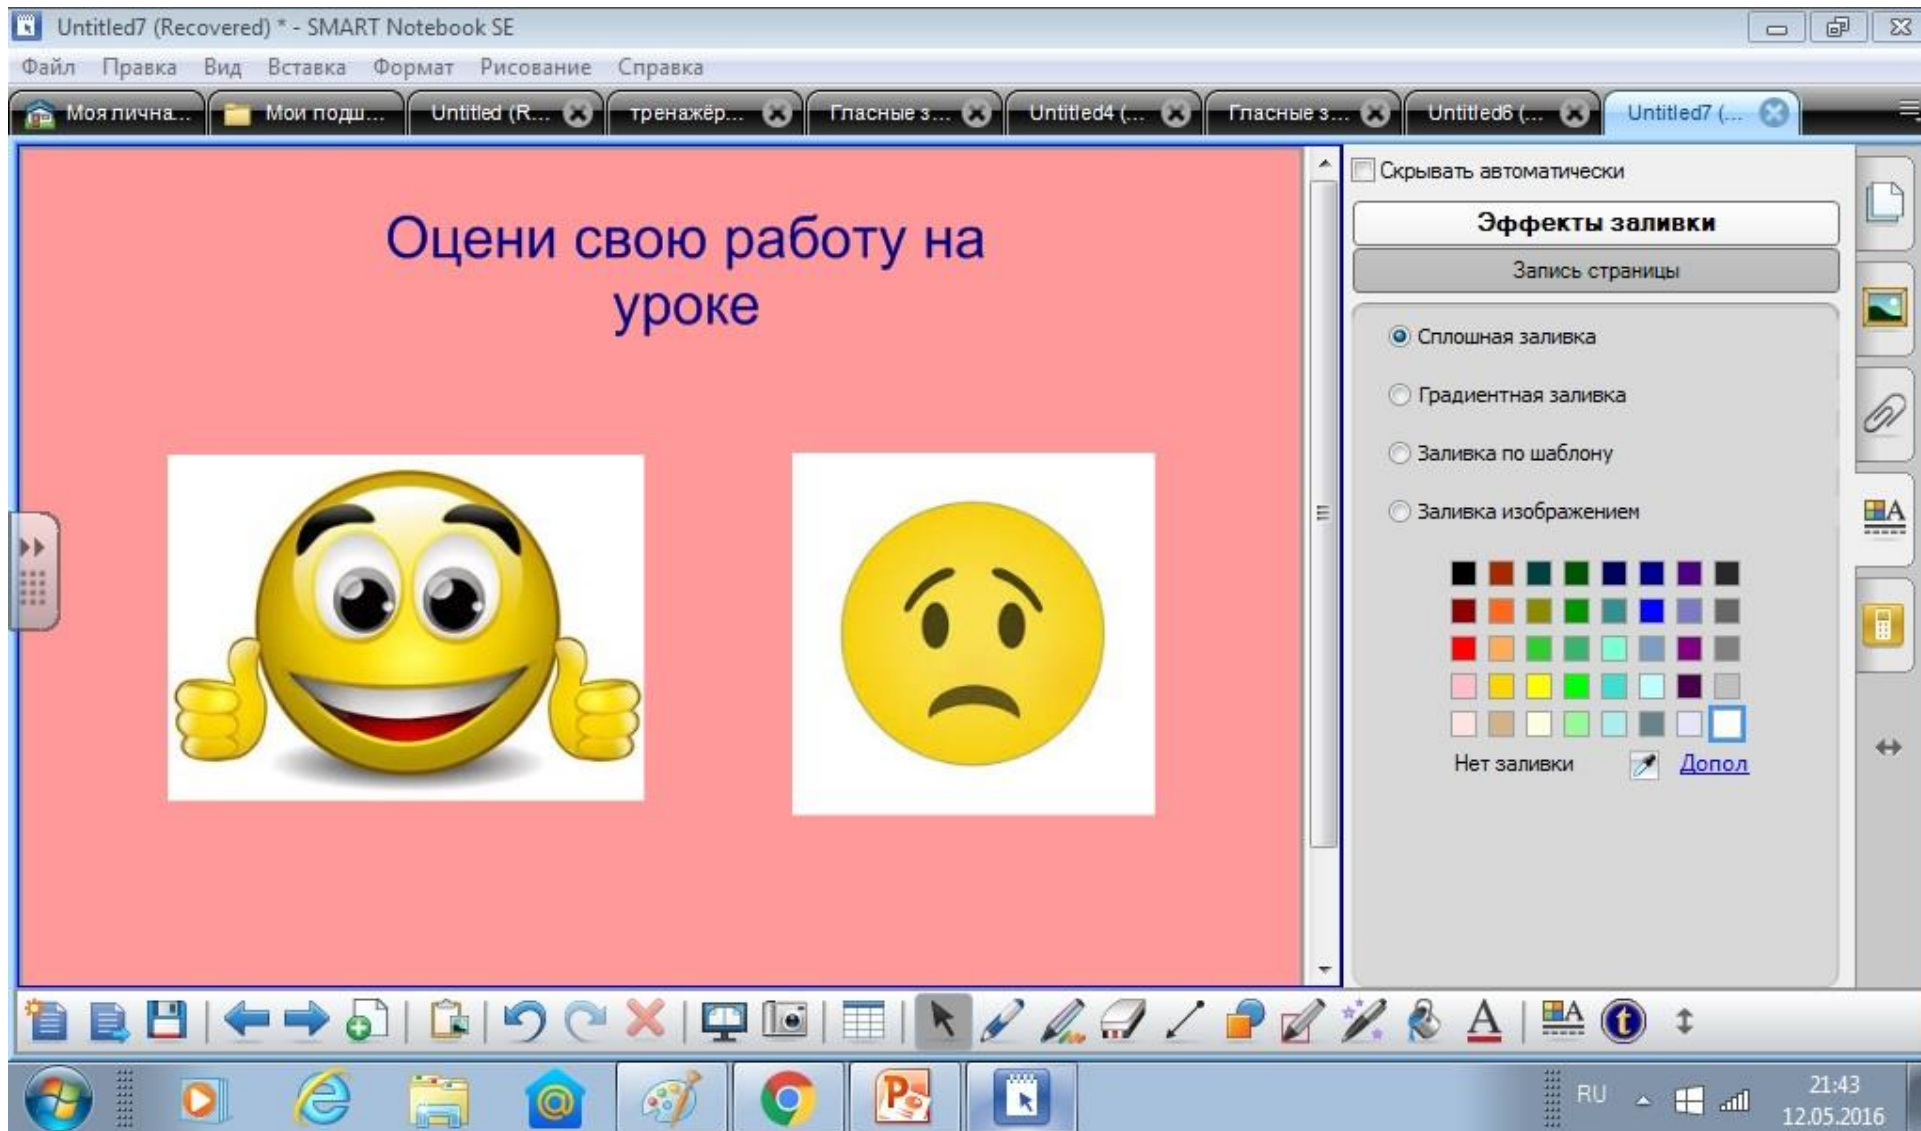 Untitled7 (Recovered) * - SMART Notebook SE
Файл Правка Вид Вставка Формат Рисование Справка
Моя лична... Мои подш... Untitled (R... тренажёр... Гласные з... Untitled4 (... Гласные з... Untitled6 (... Untitled7 (...
Оцени свою работу на
уроке
Скрывать автоматически
Эффекты заливки
Запись страницы
Сплошная заливка
Градиентная заливка
Заливка по шаблону
Заливка изображением
Нет заливки Допол
RU
21:43
12.05.2016